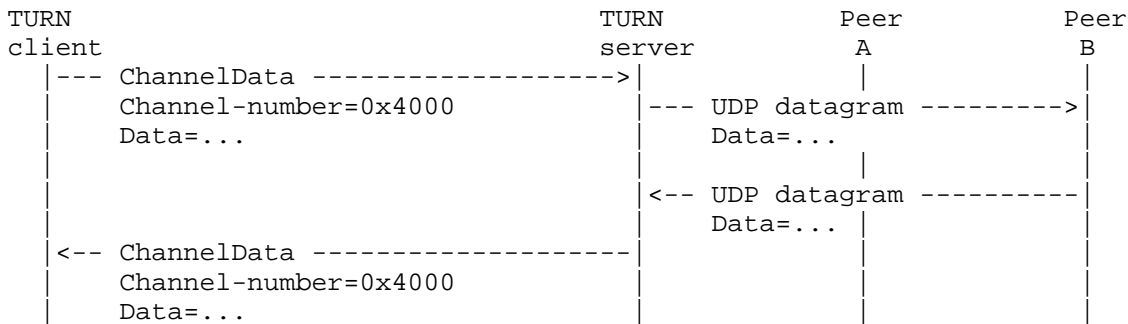 TURN                                 TURN          Peer          Peer
client                               server         A             B
  |--- ChannelData ------------------->|             |             |
  |    Channel-number=0x4000           |--- UDP datagram --------->|
  |    Data=...                        |    Data=...               |
  |                                    |             |             |
  |                                    |<-- UDP datagram ----------|
  |                                    |    Data=... |             |
  |<-- ChannelData --------------------|             |             |
  |    Channel-number=0x4000           |             |             |
  |    Data=...                        |             |             |